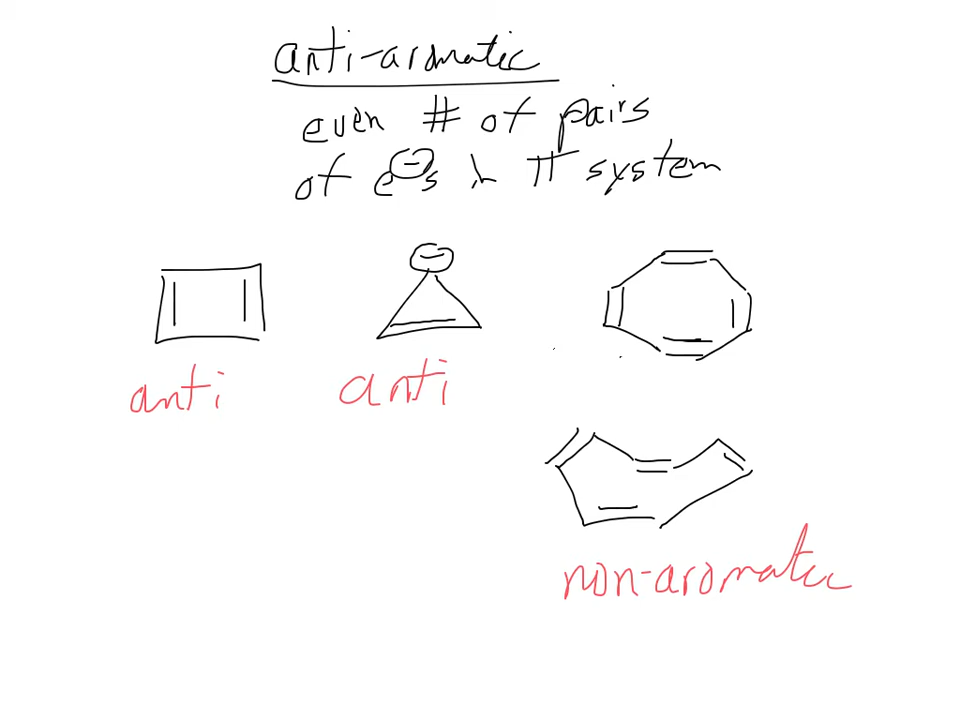 anti-aromatic
even # of pairs
of e⊖s in π system
⊖
anti
anti
non-aromatic